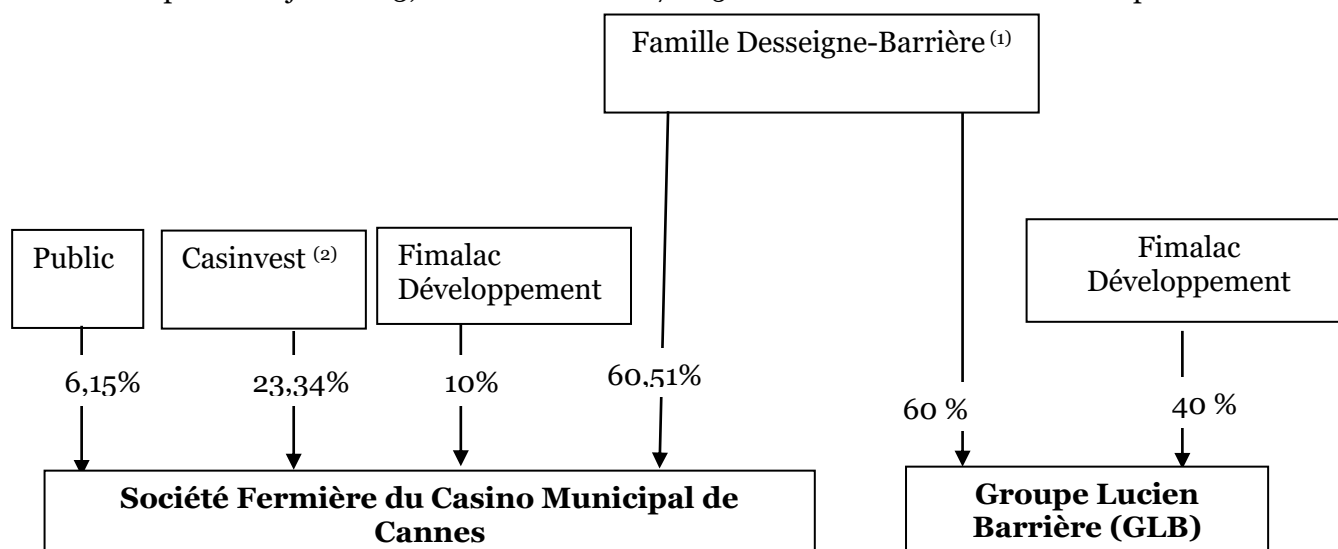 Famille Desseigne-Barrière (1)
Public
Casinvest (2)
Fimalac
Développement
Fimalac
Développement
6,15%
23,34%
10%
60,51%
60 %
40 %
Société Fermière du Casino Municipal de
Cannes
Groupe Lucien
Barrière (GLB)